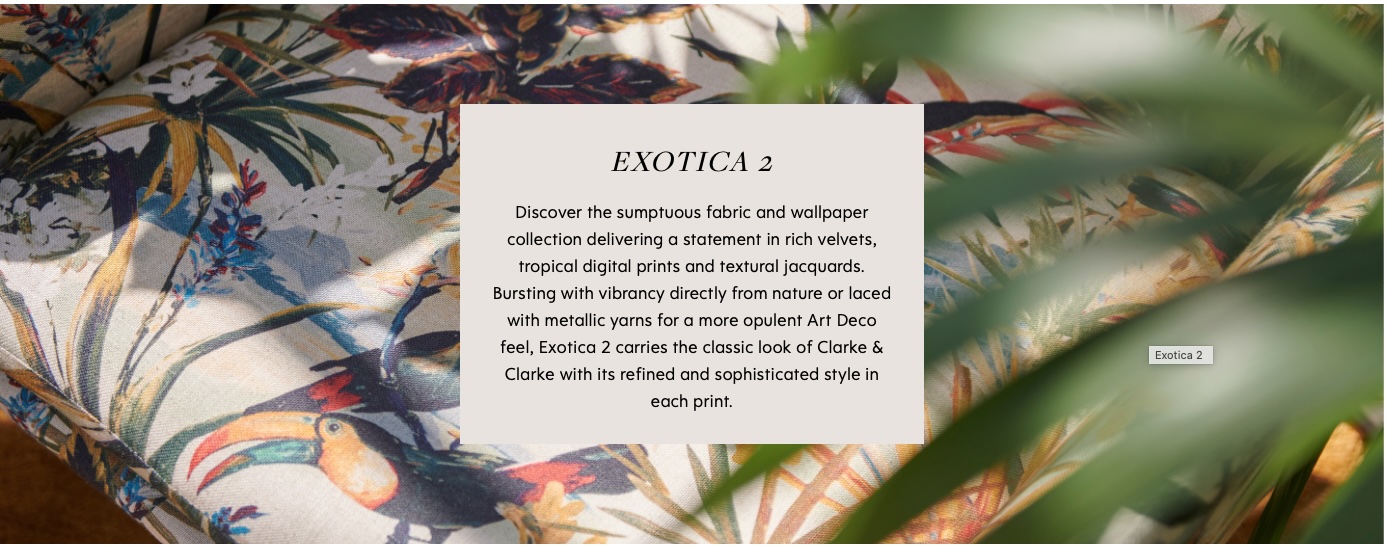 EXOTICA 2
Discover the sumptuous fabric and wallpaper
collection delivering a statement in rich velvets,
tropical digital prints and textural jacquards.
Bursting with vibrancy directly from nature or laced
with metallic yarns for a more opulent Art Deco
feel, Exotica 2 carries the classic look of Clarke &
Clarke with its refined and sophisticated style in
each print.
Exotica 2